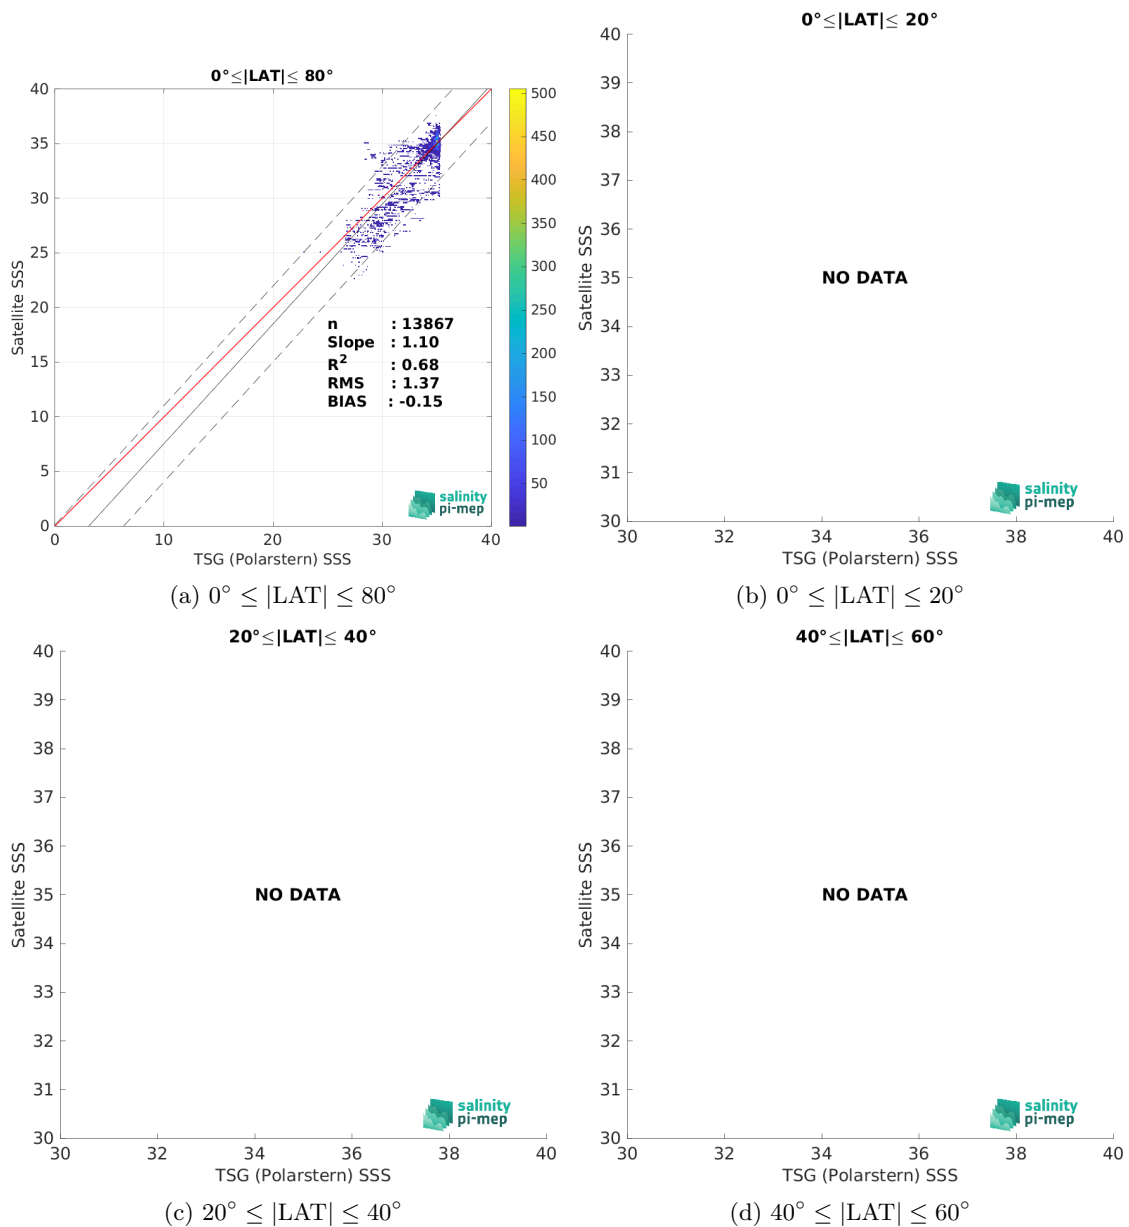 0°≤|LAT|≤ 80°
40
35
30
25
20
15
10
5
0
0
10
20
30
40
Satellite SSS
TSG (Polarstern) SSS
n : 13867
Slope : 1.10
R² : 0.68
RMS : 1.37
BIAS : -0.15
500
450
400
350
300
250
200
150
100
50
salinity
pi-mep
(a) 0° ≤ |LAT| ≤ 80°
0°≤|LAT|≤ 20°
40
39
38
37
36
35
34
33
32
31
30
30
32
34
36
38
40
Satellite SSS
NO DATA
TSG (Polarstern) SSS
salinity
pi-mep
(b) 0° ≤ |LAT| ≤ 20°
20°≤|LAT|≤ 40°
40
39
38
37
36
35
34
33
32
31
30
30
32
34
36
38
40
Satellite SSS
NO DATA
TSG (Polarstern) SSS
salinity
pi-mep
(c) 20° ≤ |LAT| ≤ 40°
40°≤|LAT|≤ 60°
40
39
38
37
36
35
34
33
32
31
30
30
32
34
36
38
40
Satellite SSS
NO DATA
TSG (Polarstern) SSS
salinity
pi-mep
(d) 40° ≤ |LAT| ≤ 60°